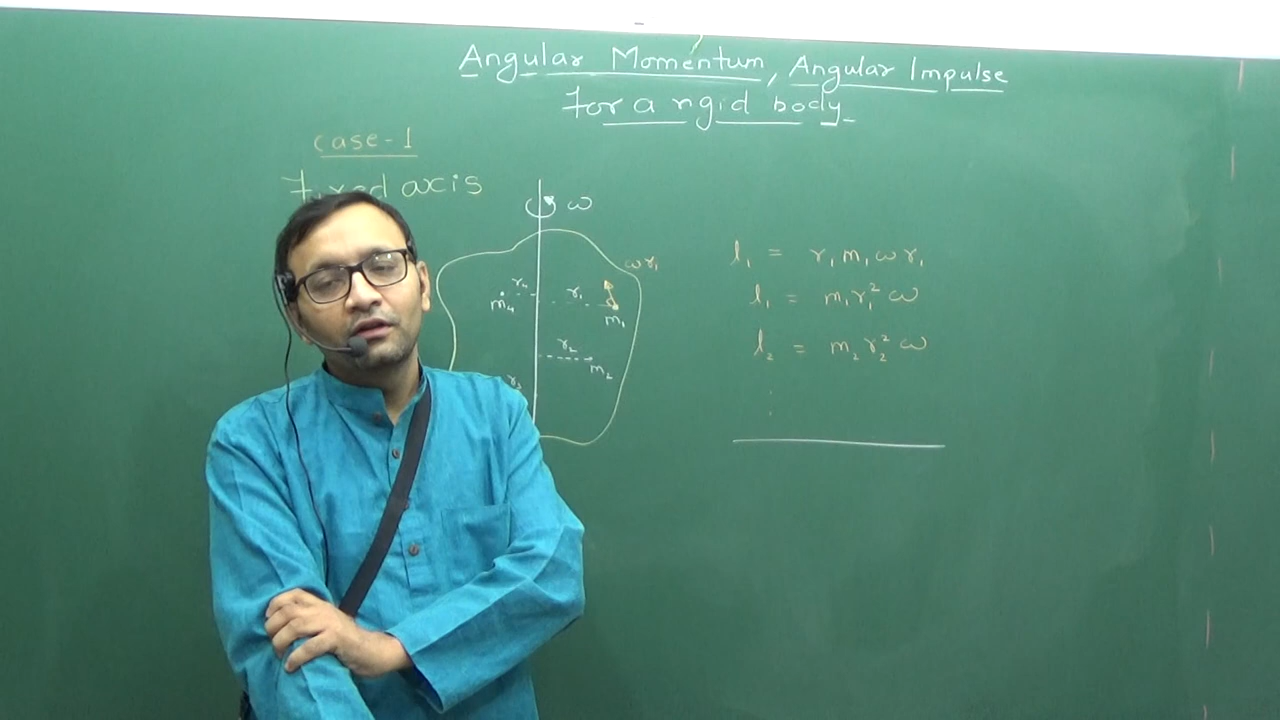 Angular Momentum, Angular Impulse
For a rigid body
case-1
Fixed axis
ω
ωr₁
r₄
r₁
m₄
m₁
r₂
m₂
r₃
l₁ = r₁m₁ωr₁
l₁ = m₁r₁²ω
l₂ = m₂r₂²ω
⋮